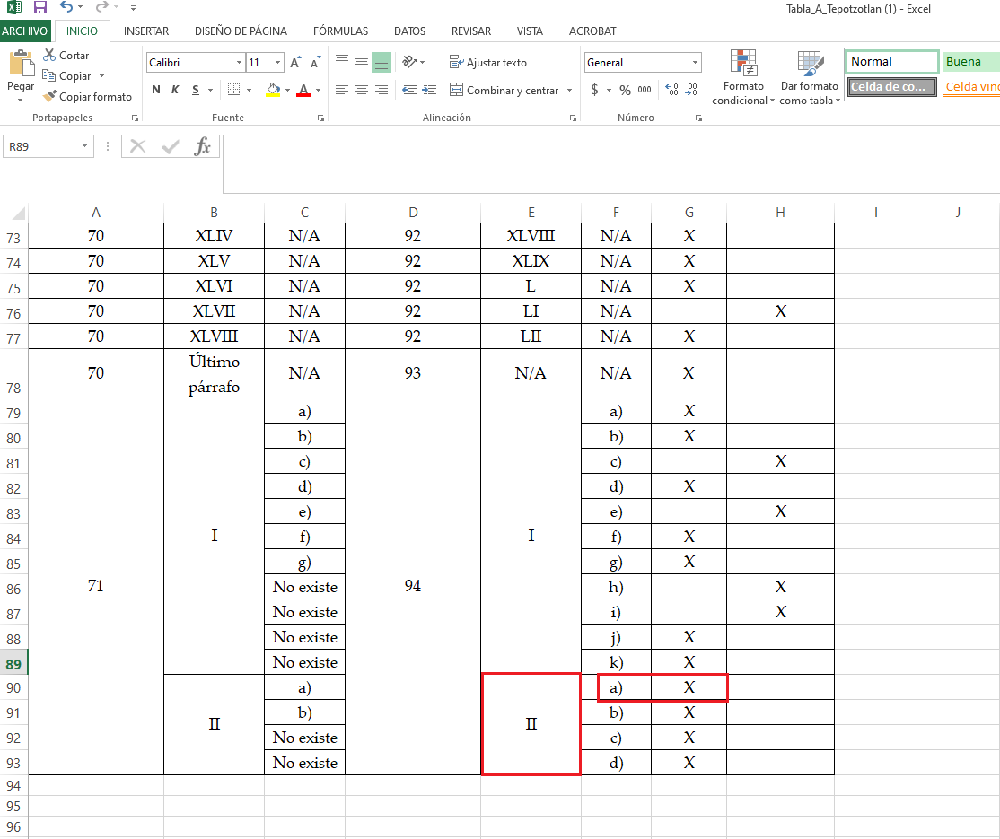 Tabla_A_Tepotzotlan (1) - Excel
ARCHIVO INICIO INSERTAR DISEÑO DE PÁGINA FÓRMULAS DATOS REVISAR VISTA ACROBAT
Pegar
Cortar
Copiar
Copiar formato
Portapapeles
Calibri 11
N K S
Fuente
Ajustar texto
Combinar y centrar
Alineación
General
$ % 000
Número
Formato condicional
Dar formato como tabla
Normal Buena
Celda de co... Celda vinc
R89 fx
A B C D E F G H I J
73 70 XLIV N/A 92 XLVIII N/A X
74 70 XLV N/A 92 XLIX N/A X
75 70 XLVI N/A 92 L N/A X
76 70 XLVII N/A 92 LI N/A X
77 70 XLVIII N/A 92 LII N/A X
78 70 Último párrafo N/A 93 N/A N/A X
79 a) a) X
80 b) b) X
81 c) c) X
82 d) d) X
83 e) e) X
84 I f) I f) X
85 g) g) X
86 71 No existe 94 h) X
87 No existe i) X
88 No existe j) X
89 No existe k) X
90 a) a) X
91 II b) II b) X
92 No existe c) X
93 No existe d) X
94
95
96